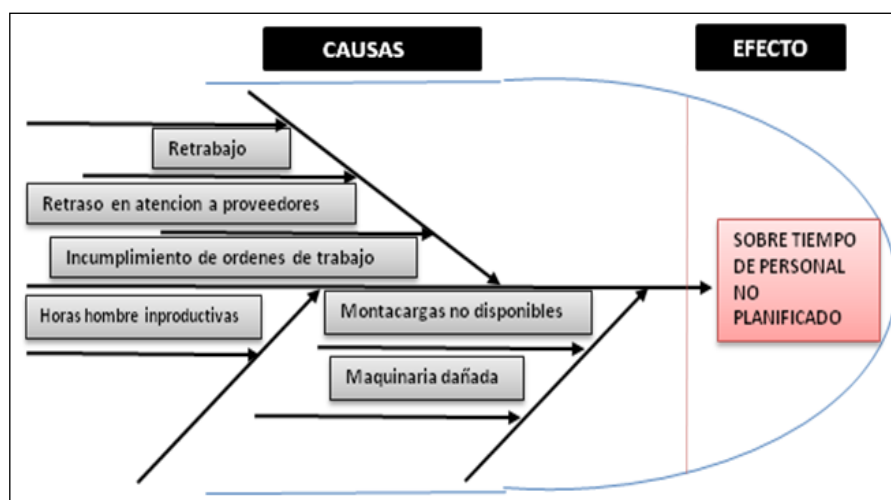 CAUSAS
EFECTO
Retrabajo
Retraso en atencion a proveedores
Incumplimiento de ordenes de trabajo
Horas hombre inproductivas
Montacargas no disponibles
Maquinaria dañada
SOBRE TIEMPO
DE PERSONAL
NO
PLANIFICADO